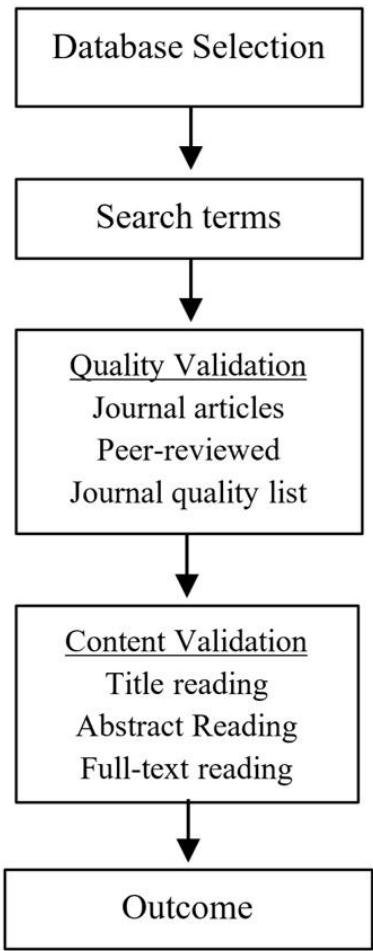 Database Selection
Search terms
Quality Validation
Journal articles
Peer-reviewed
Journal quality list
Content Validation
Title reading
Abstract Reading
Full-text reading
Outcome